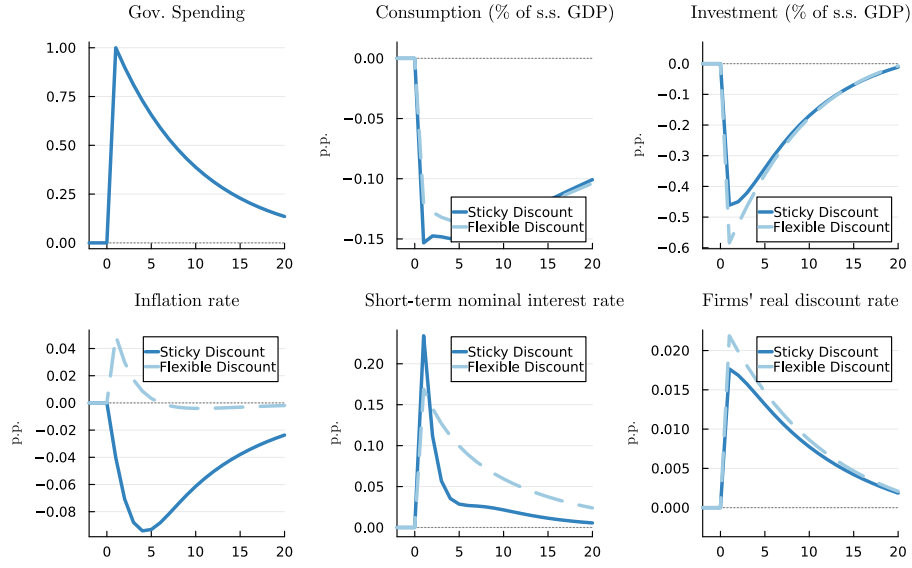 Gov. Spending
1.00
0.75
0.50
0.25
0.00
0 5 10 15 20
Consumption (% of s.s. GDP)
p.p.
0.00
−0.05
−0.10
−0.15
Sticky Discount
Flexible Discount
0 5 10 15 20
Investment (% of s.s. GDP)
p.p.
0.0
−0.1
−0.2
−0.3
−0.4
−0.5
−0.6
Sticky Discount
Flexible Discount
0 5 10 15 20
Inflation rate
p.p.
0.04
0.02
0.00
−0.02
−0.04
−0.06
−0.08
Sticky Discount
Flexible Discount
0 5 10 15 20
Short-term nominal interest rate
p.p.
0.20
0.15
0.10
0.05
0.00
Sticky Discount
Flexible Discount
0 5 10 15 20
Firms' real discount rate
p.p.
0.020
0.015
0.010
0.005
0.000
Sticky Discount
Flexible Discount
0 5 10 15 20